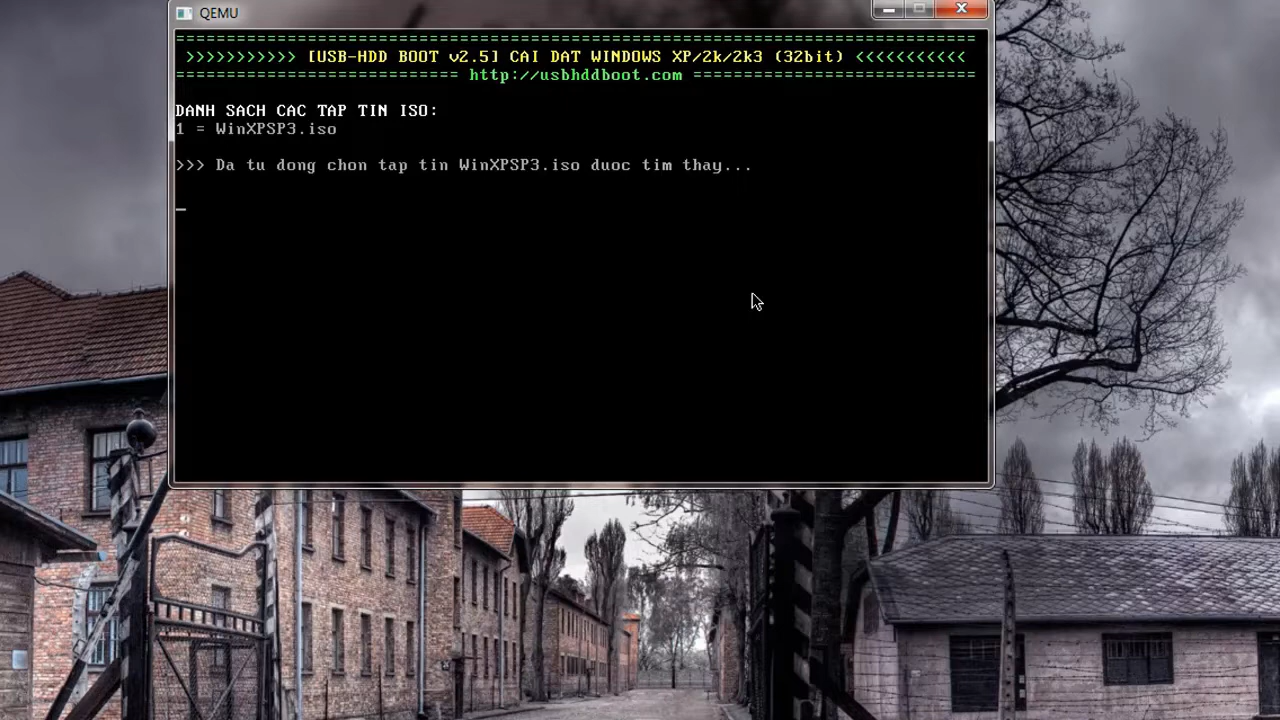 QEMU
===============================================================================
>>>>>>>>>>> [USB-HDD BOOT v2.5] CAI DAT WINDOWS XP/2k/2k3 (32bit) <<<<<<<<<<<
============================ http://usbhddboot.com ============================
DANH SACH CAC TAP TIN ISO:
1 = WinXPSP3.iso
>>> Da tu dong chon tap tin WinXPSP3.iso duoc tim thay...